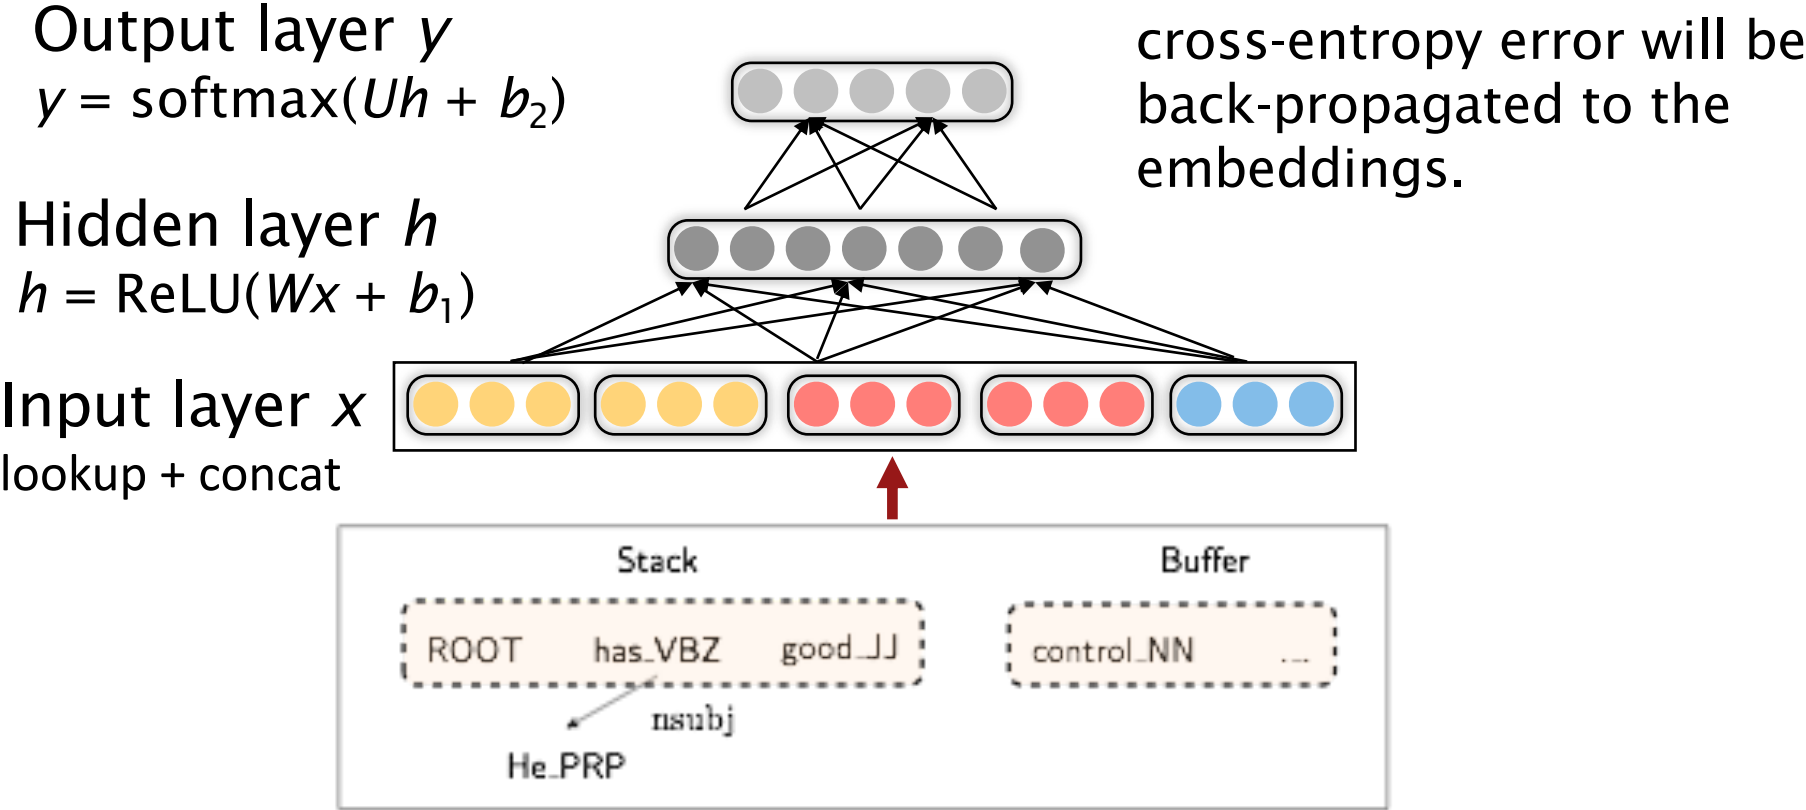 Output layer y
y = softmax(Uh + b₂)
cross-entropy error will be
back-propagated to the
embeddings.
Hidden layer h
h = ReLU(Wx + b₁)
Input layer x
lookup + concat
Stack
Buffer
ROOT has_VBZ good_JJ
control_NN ...
nsubj
He_PRP